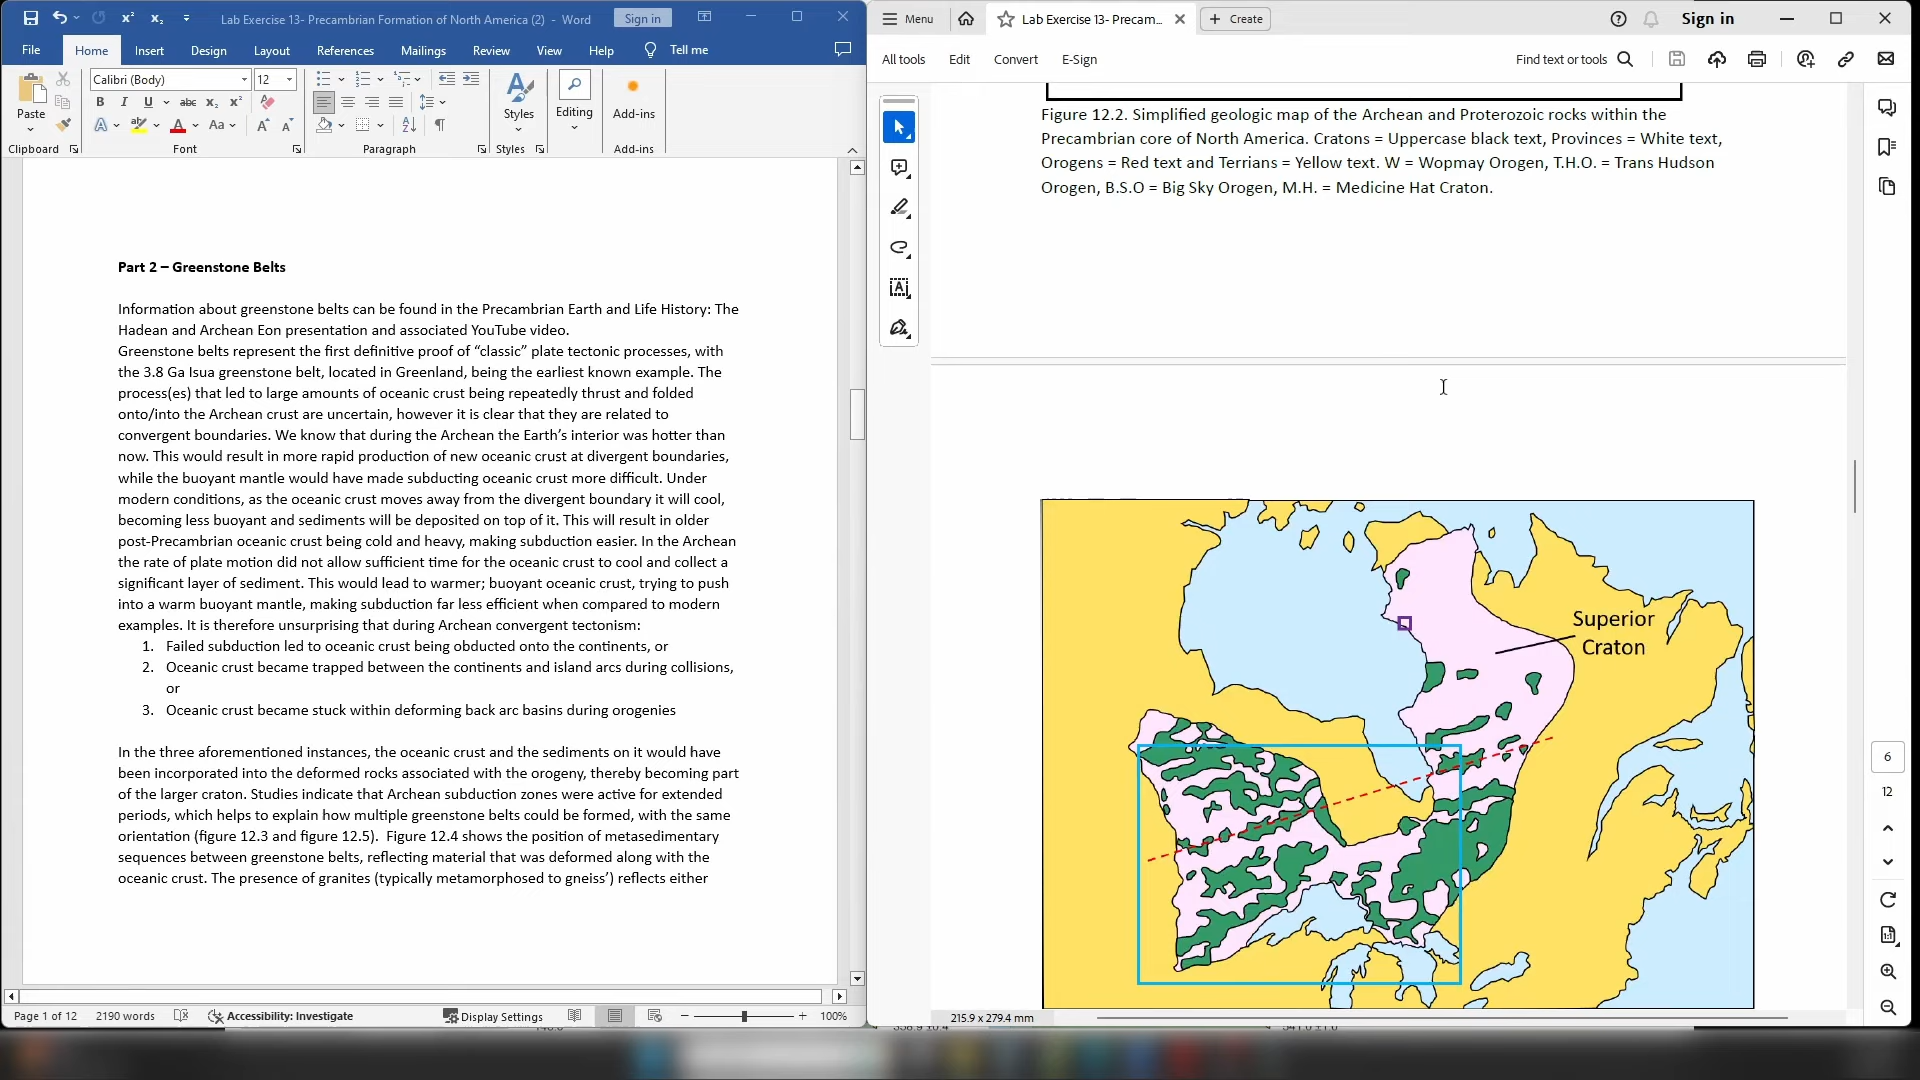 Lab Exercise 13- Precambrian Formation of North America (2) - Word
Sign in
File
Home
Insert
Design
Layout
References
Mailings
Review
View
Help
Tell me
Paste
Clipboard
Calibri (Body)
12
Font
Paragraph
Styles
Styles
Editing
Add-ins
Add-ins
Part 2 – Greenstone Belts
Information about greenstone belts can be found in the Precambrian Earth and Life History: The
Hadean and Archean Eon presentation and associated YouTube video.
Greenstone belts represent the first definitive proof of “classic” plate tectonic processes, with
the 3.8 Ga Isua greenstone belt, located in Greenland, being the earliest known example. The
process(es) that led to large amounts of oceanic crust being repeatedly thrust and folded
onto/into the Archean crust are uncertain, however it is clear that they are related to
convergent boundaries. We know that during the Archean the Earth’s interior was hotter than
now. This would result in more rapid production of new oceanic crust at divergent boundaries,
while the buoyant mantle would have made subducting oceanic crust more difficult. Under
modern conditions, as the oceanic crust moves away from the divergent boundary it will cool,
becoming less buoyant and sediments will be deposited on top of it. This will result in older
post-Precambrian oceanic crust being cold and heavy, making subduction easier. In the Archean
the rate of plate motion did not allow sufficient time for the oceanic crust to cool and collect a
significant layer of sediment. This would lead to warmer; buoyant oceanic crust, trying to push
into a warm buoyant mantle, making subduction far less efficient when compared to modern
examples. It is therefore unsurprising that during Archean convergent tectonism:
1. Failed subduction led to oceanic crust being obducted onto the continents, or
2. Oceanic crust became trapped between the continents and island arcs during collisions,
or
3. Oceanic crust became stuck within deforming back arc basins during orogenies
In the three aforementioned instances, the oceanic crust and the sediments on it would have
been incorporated into the deformed rocks associated with the orogeny, thereby becoming part
of the larger craton. Studies indicate that Archean subduction zones were active for extended
periods, which helps to explain how multiple greenstone belts could be formed, with the same
orientation (figure 12.3 and figure 12.5). Figure 12.4 shows the position of metasedimentary
sequences between greenstone belts, reflecting material that was deformed along with the
oceanic crust. The presence of granites (typically metamorphosed to gneiss’) reflects either
Page 1 of 12
2190 words
Accessibility: Investigate
Display Settings
100%
Menu
Lab Exercise 13- Precam...
Create
Sign in
All tools
Edit
Convert
E-Sign
Find text or tools
Figure 12.2. Simplified geologic map of the Archean and Proterozoic rocks within the
Precambrian core of North America. Cratons = Uppercase black text, Provinces = White text,
Orogens = Red text and Terrians = Yellow text. W = Wopmay Orogen, T.H.O. = Trans Hudson
Orogen, B.S.O = Big Sky Orogen, M.H. = Medicine Hat Craton.
Superior
Craton
6
12
215.9 x 279.4 mm